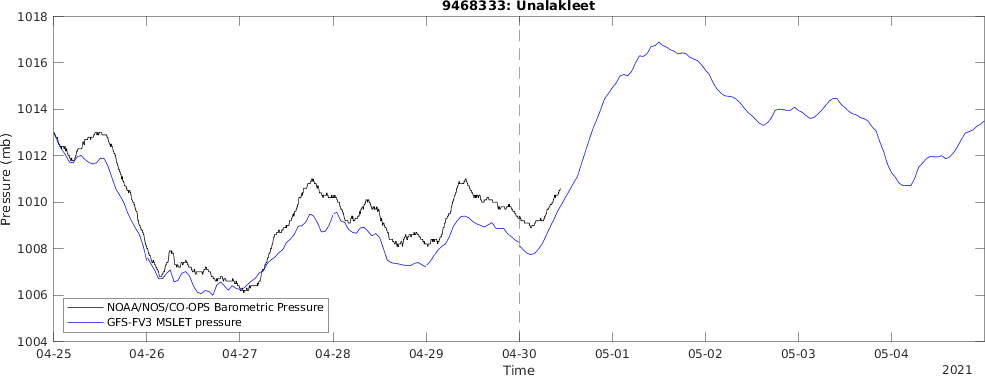 9468333: Unalakleet
1018
1016
1014
1012
1010
1008
1006
1004
Pressure (mb)
NOAA/NOS/CO-OPS Barometric Pressure
GFS-FV3 MSLET pressure
04-25 04-26 04-27 04-28 04-29 04-30 05-01 05-02 05-03 05-04
Time
2021